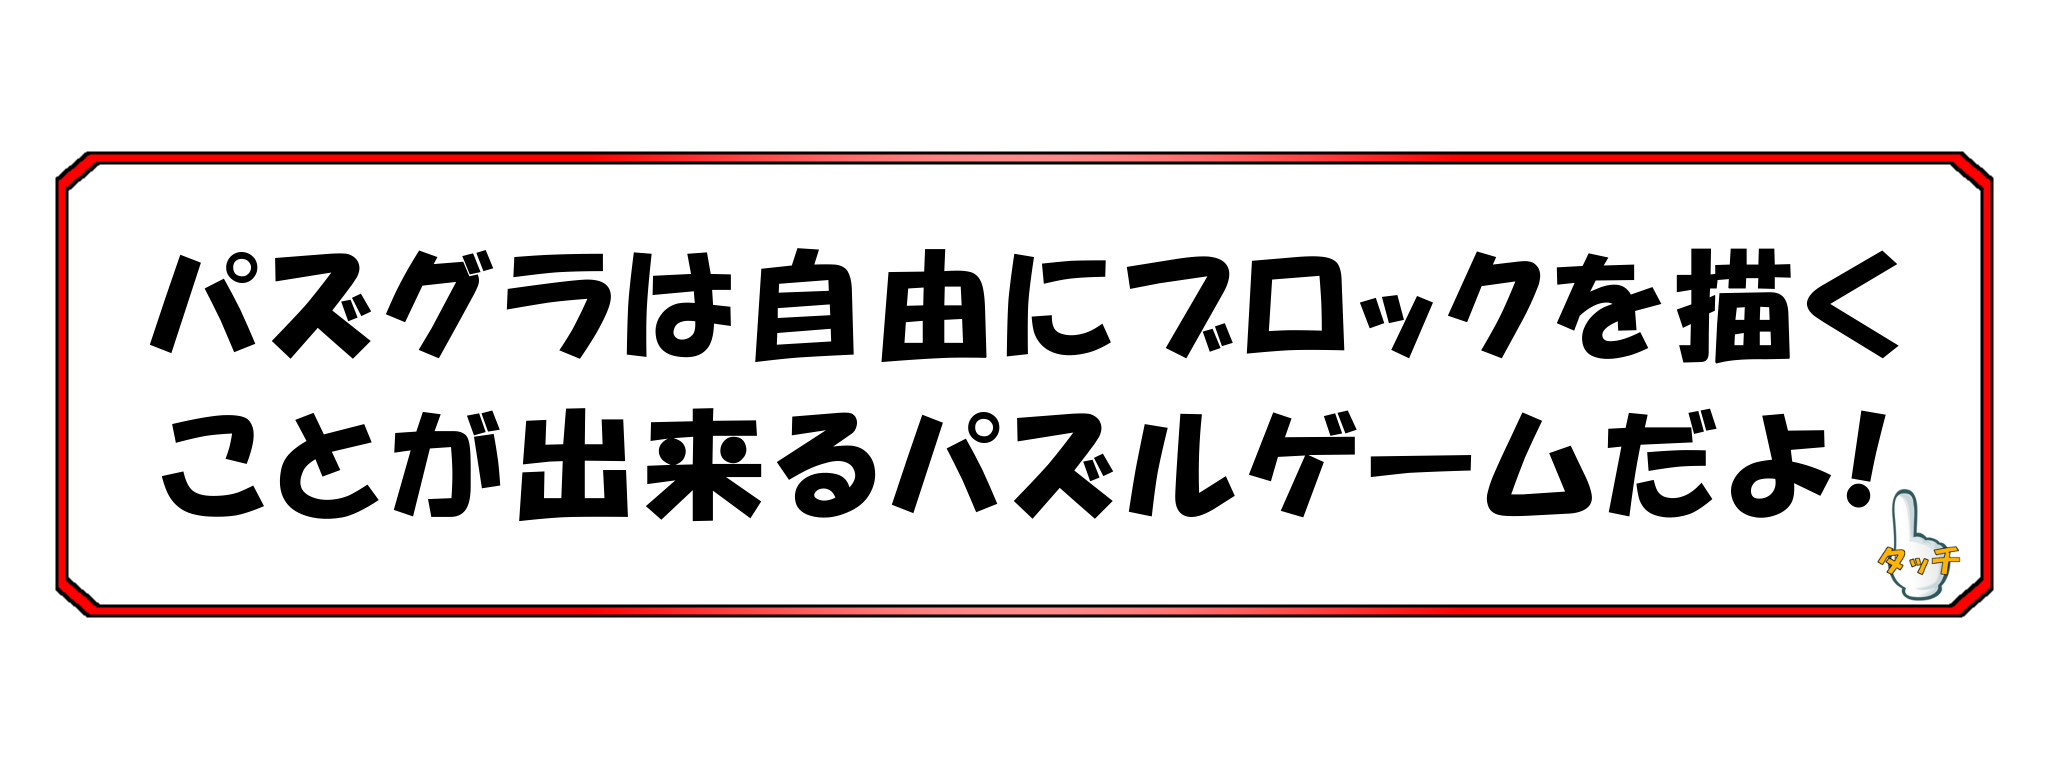 パズグラは自由にブロックを描く
ことが出来るパズルゲームだよ!
タッチ